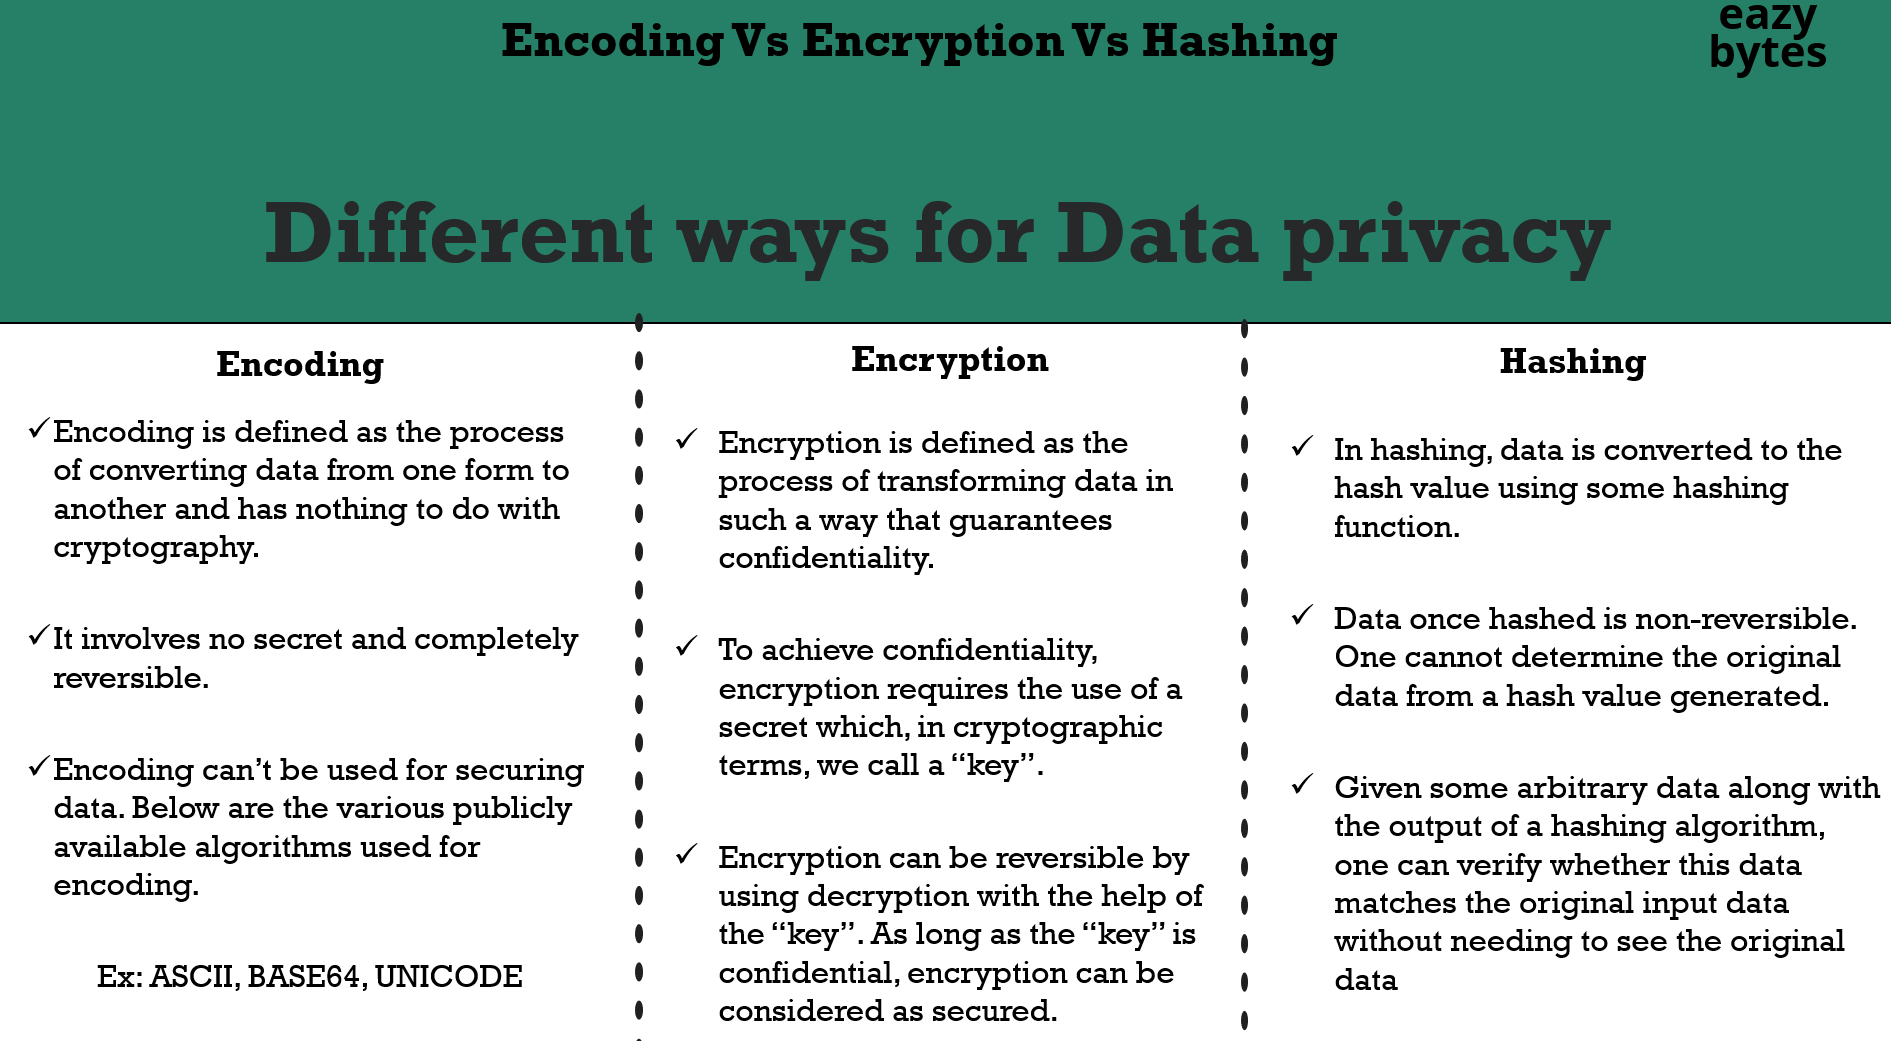 Encoding Vs Encryption Vs Hashing
eazy
bytes
Different ways for Data privacy
Encoding
✓Encoding is defined as the process
of converting data from one form to
another and has nothing to do with
cryptography.
✓It involves no secret and completely
reversible.
✓Encoding can’t be used for securing
data. Below are the various publicly
available algorithms used for
encoding.
Ex: ASCII, BASE64, UNICODE
Encryption
✓ Encryption is defined as the
process of transforming data in
such a way that guarantees
confidentiality.
✓ To achieve confidentiality,
encryption requires the use of a
secret which, in cryptographic
terms, we call a “key”.
✓ Encryption can be reversible by
using decryption with the help of
the “key”. As long as the “key” is
confidential, encryption can be
considered as secured.
Hashing
✓ In hashing, data is converted to the
hash value using some hashing
function.
✓ Data once hashed is non-reversible.
One cannot determine the original
data from a hash value generated.
✓ Given some arbitrary data along with
the output of a hashing algorithm,
one can verify whether this data
matches the original input data
without needing to see the original
data